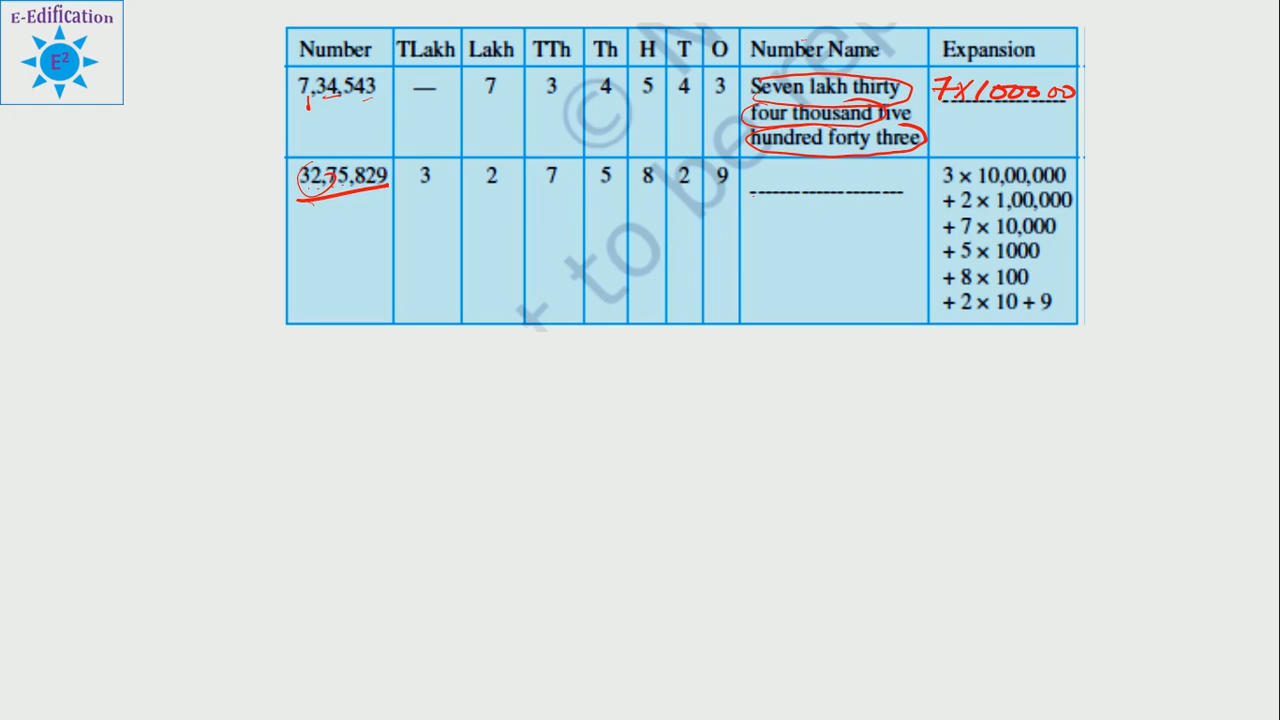 E-Edification
E²
Number TLakh Lakh TTh Th H T O Number Name Expansion
7,34,543 — 7 3 4 5 4 3 Seven lakh thirty 7×100000
four thousand five
hundred forty three
32,75,829 3 2 7 5 8 2 9 3 × 10,00,000
+ 2 × 1,00,000
+ 7 × 10,000
+ 5 × 1000
+ 8 × 100
+ 2 × 10 + 9
© N
t to be rep